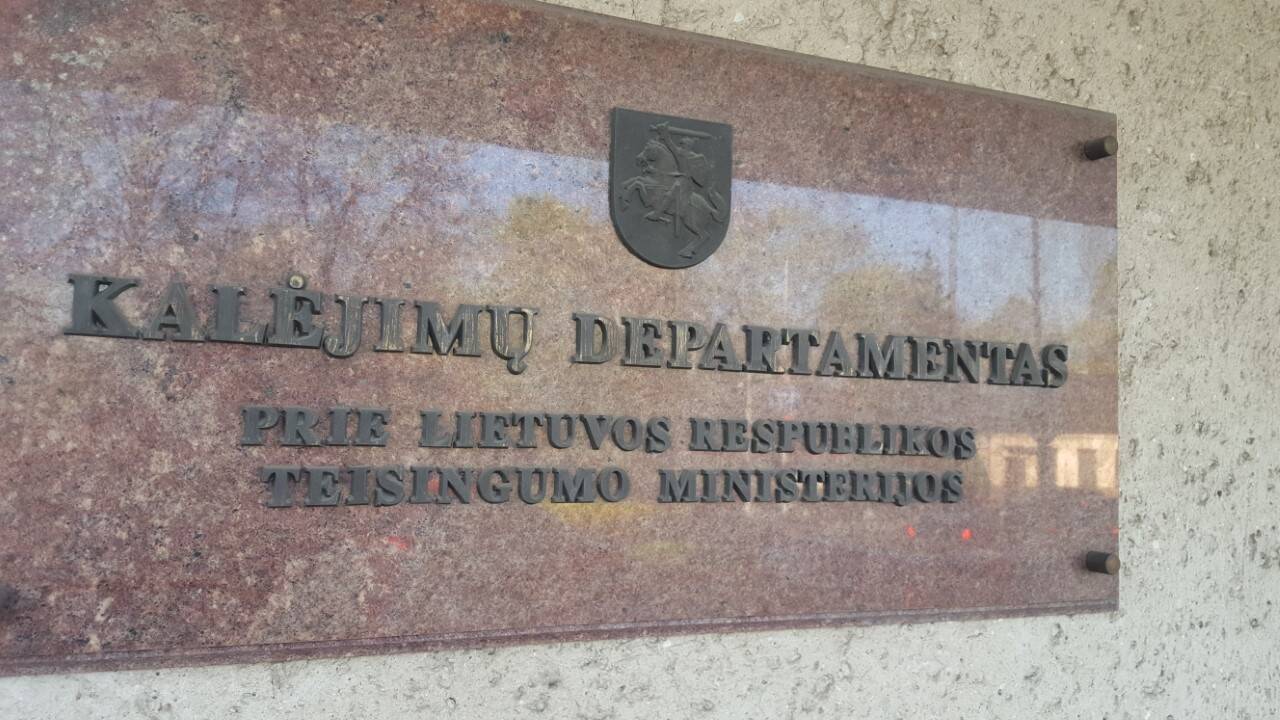 KALĖJIMŲ DEPARTAMENTAS
PRIE LIETUVOS RESPUBLIKOS
TEISINGUMO MINISTERIJOS